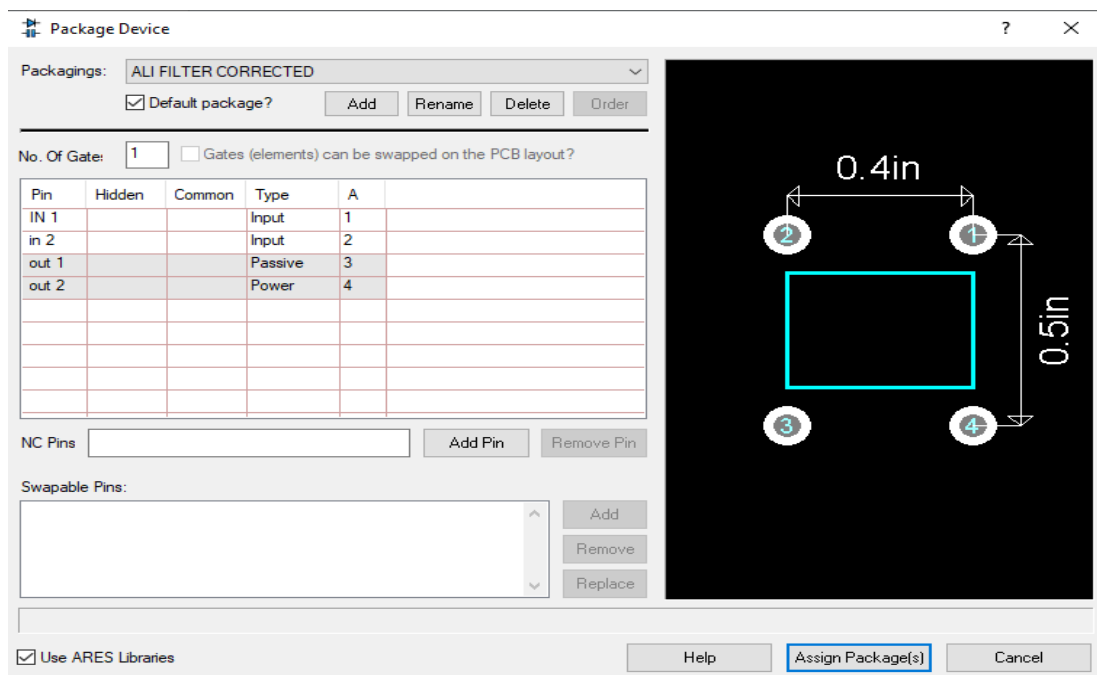 Package Device ?
Packagings: ALI FILTER CORRECTED
Default package? Add Rename Delete Order
No. Of Gate: 1 Gates (elements) can be swapped on the PCB layout?
Pin Hidden Common Type A
IN 1 Input 1
in 2 Input 2
out 1 Passive 3
out 2 Power 4
NC Pins Add Pin Remove Pin
Swapable Pins:
Add
Remove
Replace
0.4in
2 1
0.5in
3 4
Use ARES Libraries Help Assign Package(s) Cancel